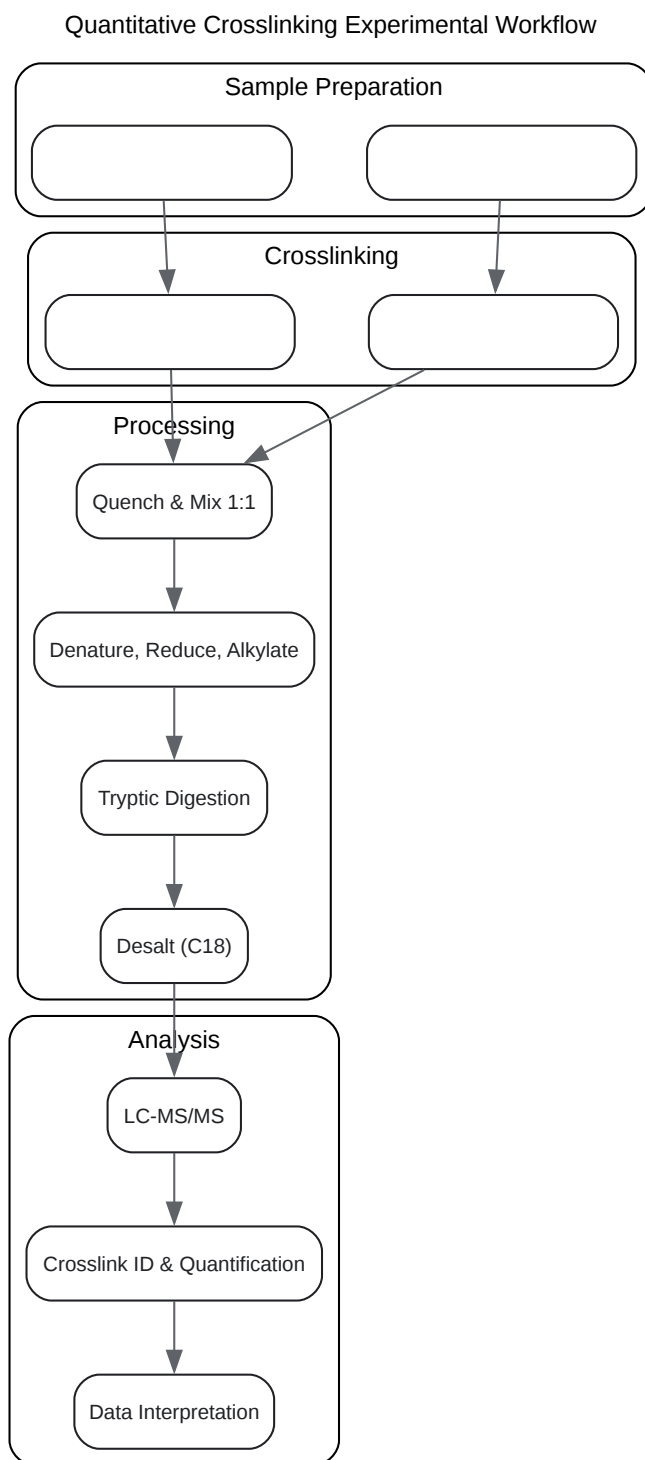 Quantitative Crosslinking Experimental Workflow
Sample Preparation
Crosslinking
Processing
Quench & Mix 1:1
Denature, Reduce, Alkylate
Tryptic Digestion
Desalt (C18)
Analysis
LC-MS/MS
Crosslink ID & Quantification
Data Interpretation